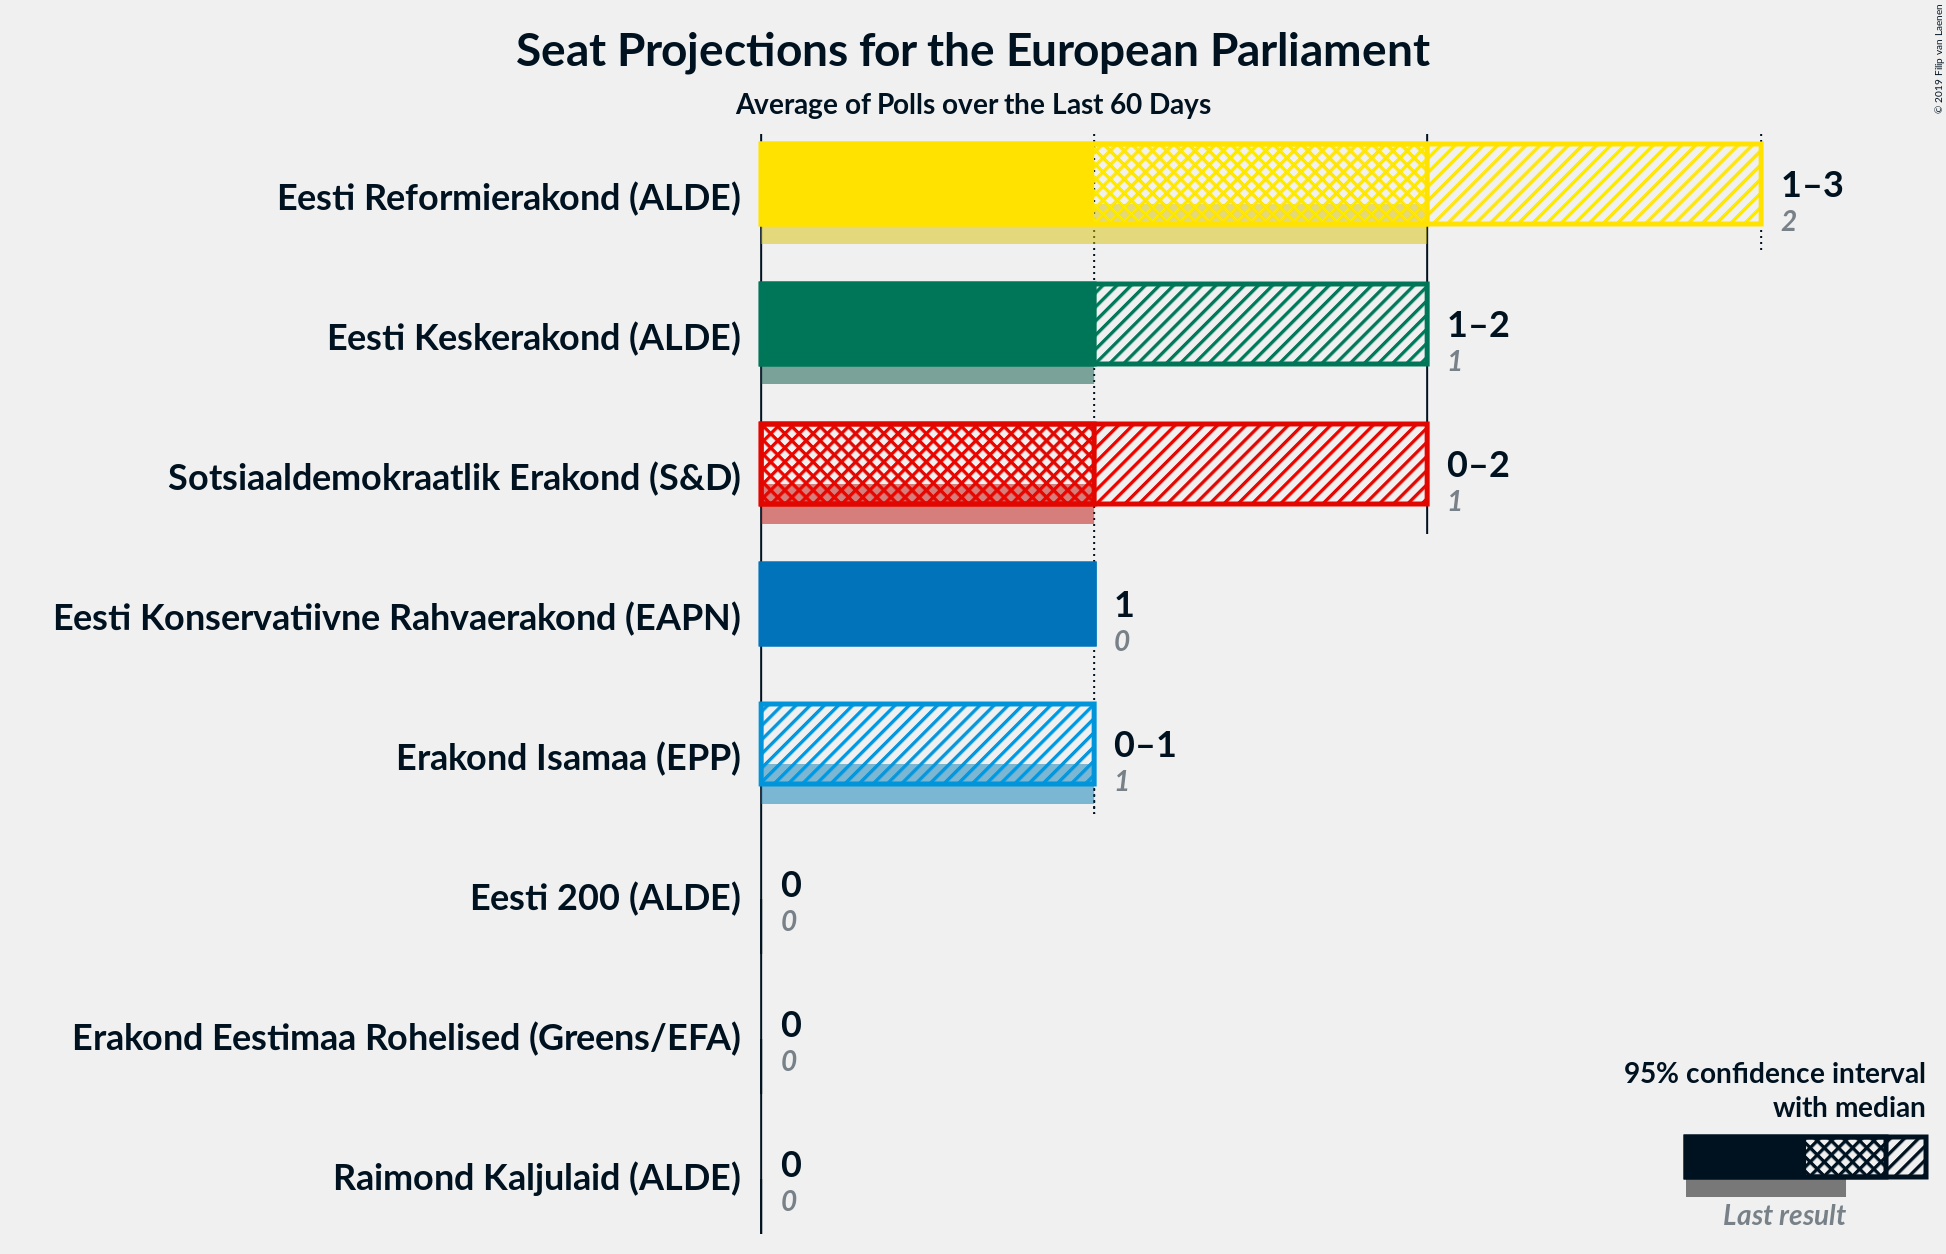 Seat Projections for the European Parliament
Average of Polls over the Last 60 Days
© 2019 Filip van Laenen
Eesti Reformierakond (ALDE)
1–3
2
Eesti Keskerakond (ALDE)
1–2
1
Sotsiaaldemokraatlik Erakond (S&D)
0–2
1
Eesti Konservatiivne Rahvaerakond (EAPN)
1
0
Erakond Isamaa (EPP)
0–1
1
Eesti 200 (ALDE)
0
0
Erakond Eestimaa Rohelised (Greens/EFA)
0
0
Raimond Kaljulaid (ALDE)
0
0
95% confidence interval
with median
Last result